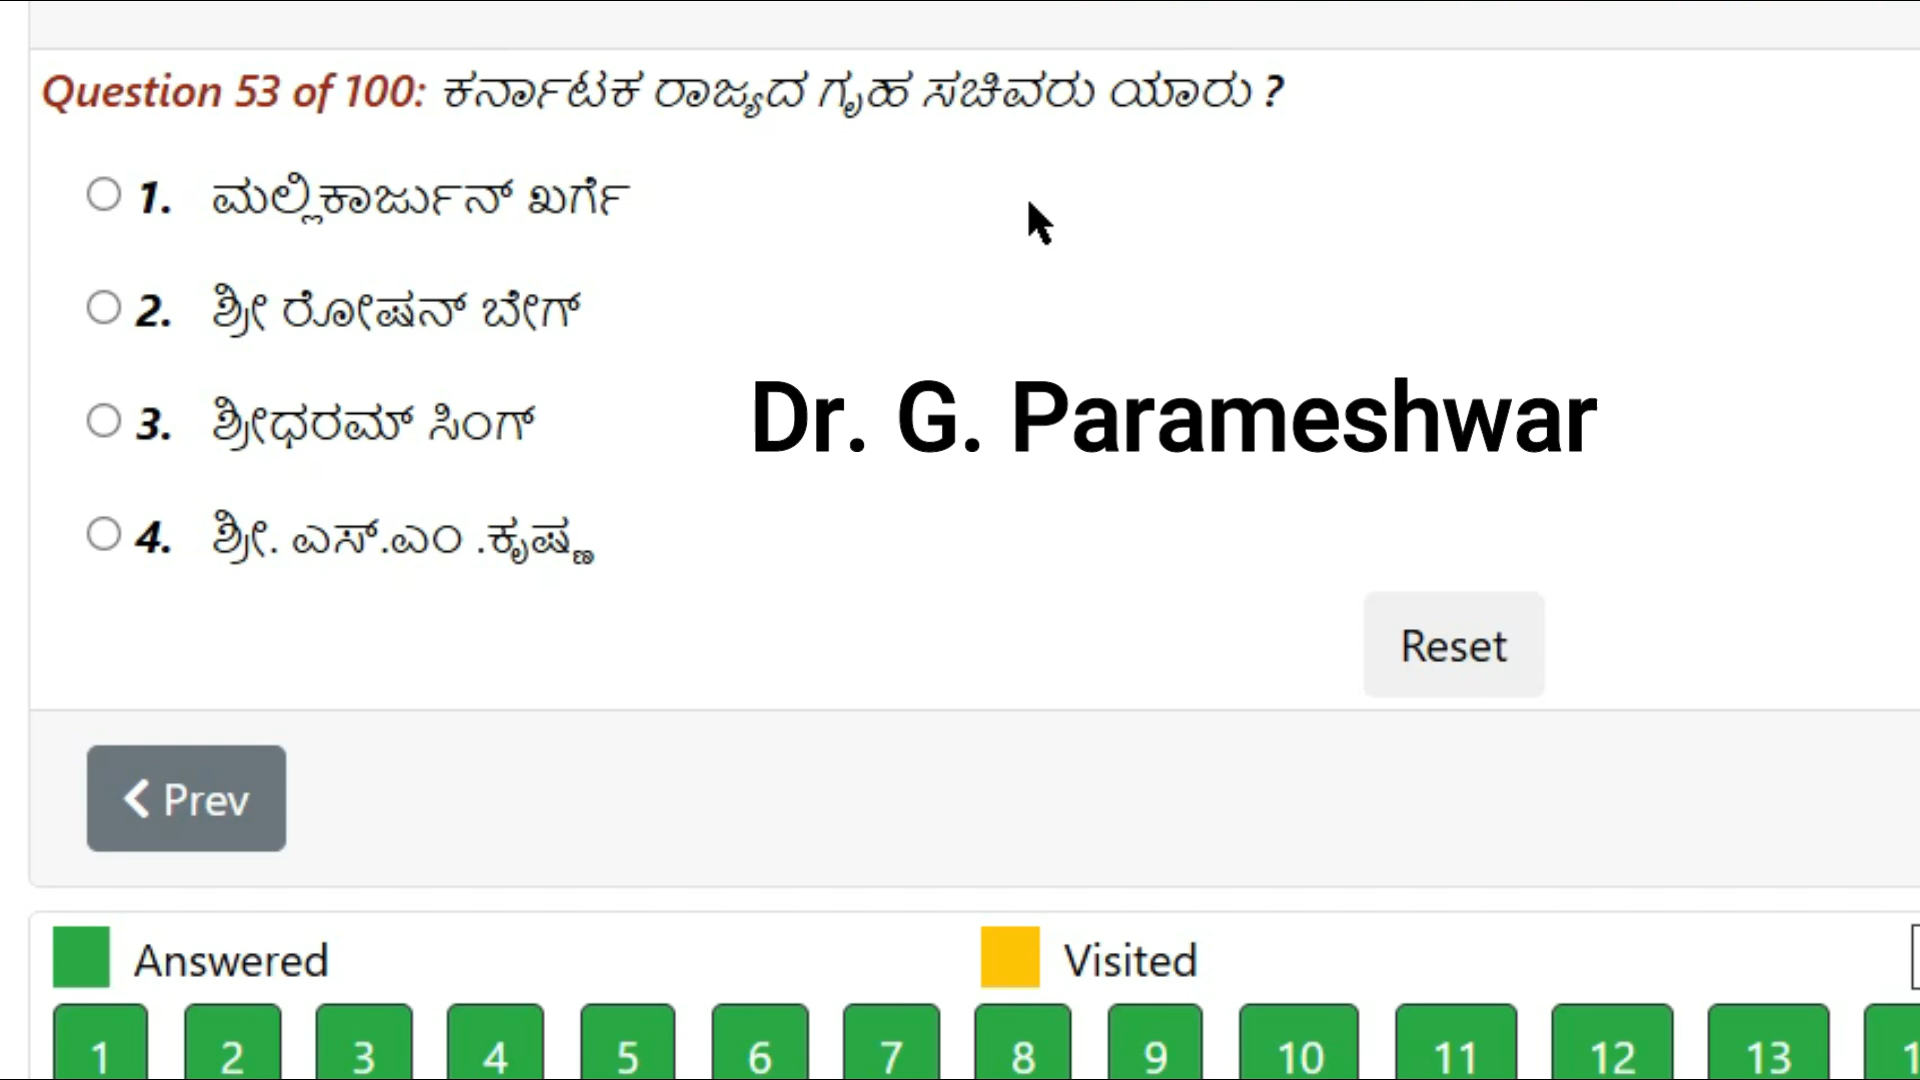 Question 53 of 100: ಕರ್ನಾಟಕ ರಾಜ್ಯದ ಗೃಹ ಸಚಿವರು ಯಾರು ?
1. ಮಲ್ಲಿಕಾರ್ಜುನ್ ಖರ್ಗೆ
2. ಶ್ರೀ ರೋಷನ್ ಬೇಗ್
3. ಶ್ರೀಧರಮ್ ಸಿಂಗ್
Dr. G. Parameshwar
4. ಶ್ರೀ. ಎಸ್.ಎಂ .ಕೃಷ್ಣ
Reset
Prev
Answered
Visited
1 2 3 4 5 6 7 8 9 10 11 12 13